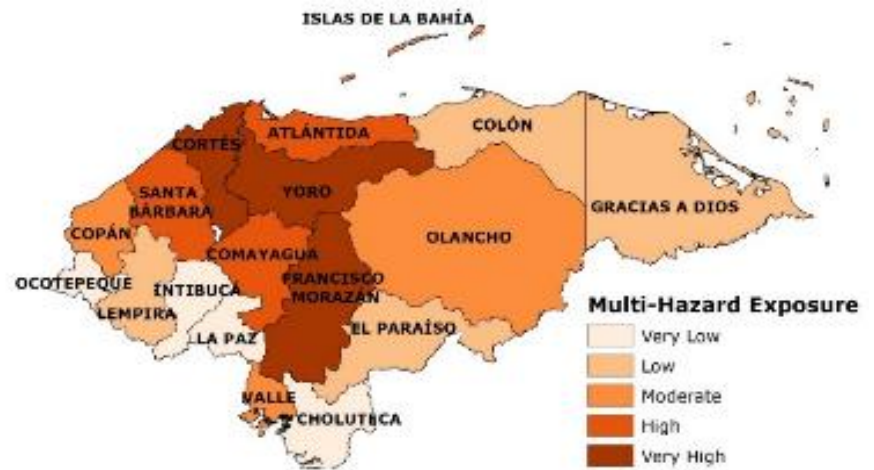 ISLAS DE LA BAHÍA
ATLÁNTIDA
COLÓN
CORTÉS
YORO
SANTA
BÁRBARA
GRACIAS A DIOS
COPÁN
OLANCHO
COMAYAGUA
OCOTEPEQUE
INTIBUCÁ
FRANCISCO
MORAZÁN
LEMPIRA
EL PARAÍSO
LA PAZ
VALLE
CHOLUTECA
Multi-Hazard Exposure
Very Low
Low
Moderate
High
Very High